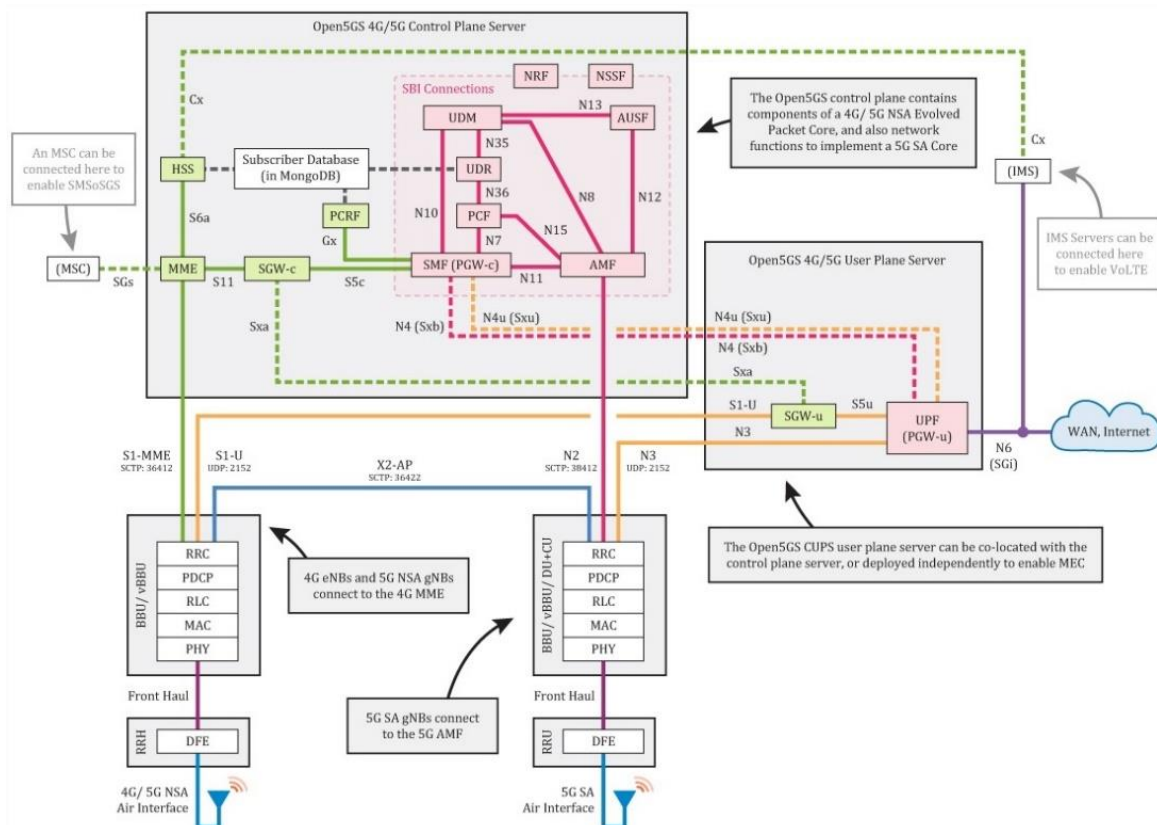 Open5GS 4G/5G Control Plane Server
NRF
NSSF
SBI Connections
Cx
N13
UDM
AUSF
The Open5GS control plane contains
components of a 4G/ 5G NSA Evolved
Packet Core, and also network
functions to implement a 5G SA Core
Cx
An MSC can be
connected here to
enable SMSoSGS
N35
HSS
Subscriber Database
(in MongoDB)
UDR
(IMS)
N36
N8
N12
S6a
PCRF
N10
PCF
N15
Gx
N7
IMS Servers can be
connected here
to enable VoLTE
(MSC)
SGs
MME
S11
SGW-c
S5c
SMF (PGW-c)
N11
AMF
Open5GS 4G/5G User Plane Server
Sxa
N4 (Sxb)
N4u (Sxu)
N4u (Sxu)
N4 (Sxb)
Sxa
S1-U
SGW-u
S5u
UPF
(PGW-u)
N3
WAN, Internet
N6
(SGi)
S1-MME
SCTP: 36412
S1-U
UDP: 2152
X2-AP
SCTP: 36422
N2
SCTP: 38412
N3
UDP: 2152
BBU/ vBBU
RRC
PDCP
RLC
MAC
PHY
4G eNBs and 5G NSA gNBs
connect to the 4G MME
BBU/ vBBU/ DU+CU
RRC
PDCP
RLC
MAC
PHY
The Open5GS CUPS user plane server can be co-located with the
control plane server, or deployed independently to enable MEC
Front Haul
5G SA gNBs connect
to the 5G AMF
Front Haul
RRH
DFE
RRU
DFE
4G/ 5G NSA
Air Interface
5G SA
Air Interface